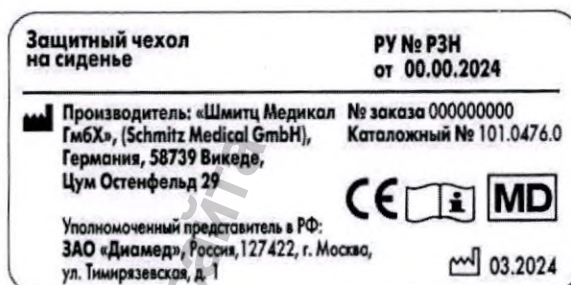 Защитный чехол
на сиденье
РУ № РЗН
от 00.00.2024
Производитель: «Шмитц Медикал
ГмбХ», (Schmitz Medical GmbH),
Германия, 58739 Викеде,
Цум Остенфельд 29
№ заказа 000000000
Каталожный № 101.0476.0
CE
i
MD
Уполномоченный представитель в РФ:
ЗАО «Диамед», Россия,127422, г. Москва,
ул. Тимирязевская, д. 1
03.2024